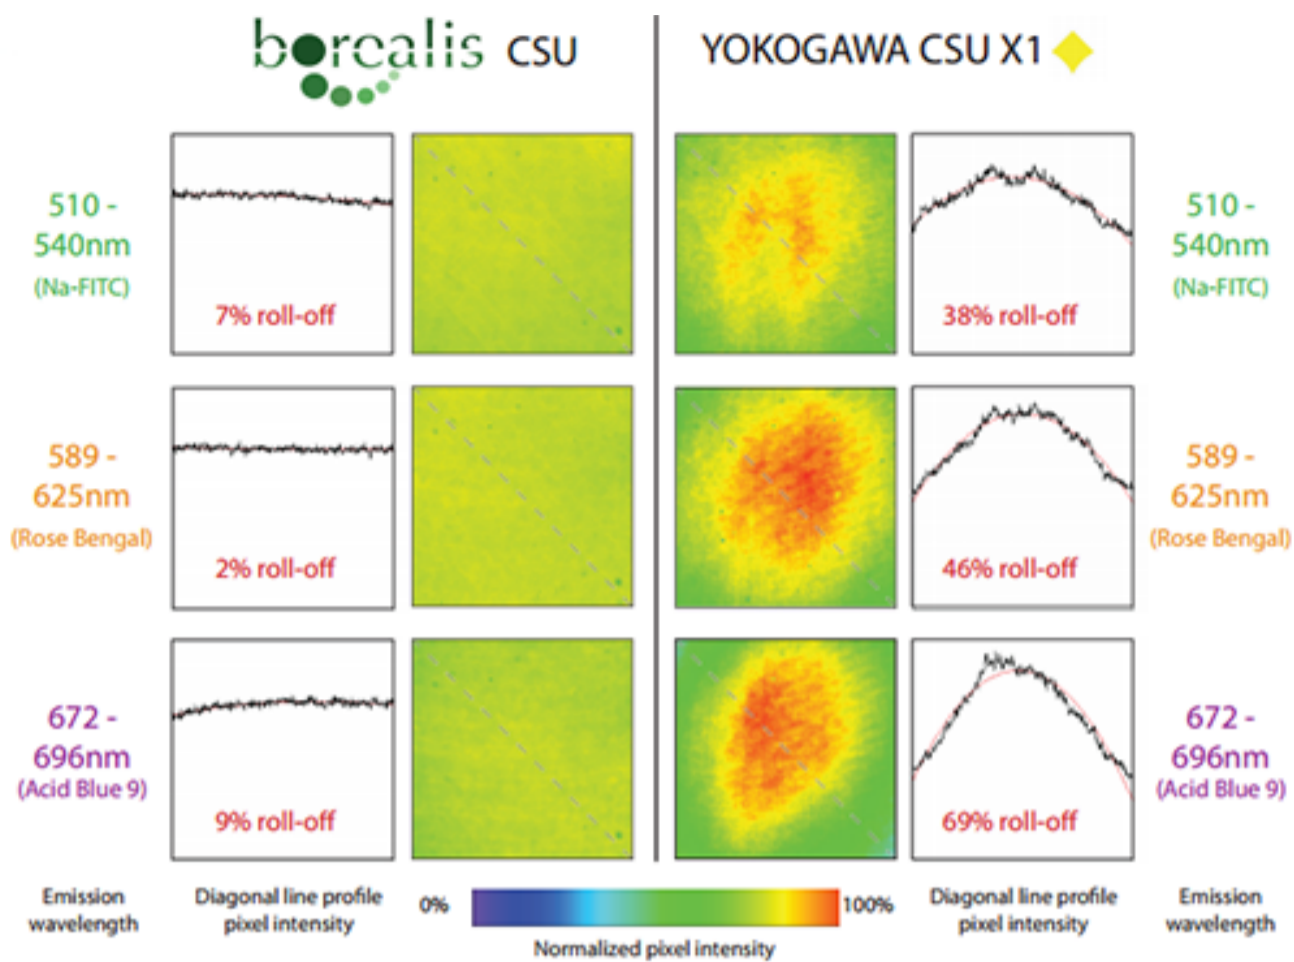 borealis CSU
YOKOGAWA CSU X1
510 -
540nm
(Na-FITC)
7% roll-off
38% roll-off
510 -
540nm
(Na-FITC)
589 -
625nm
(Rose Bengal)
2% roll-off
46% roll-off
589 -
625nm
(Rose Bengal)
672 -
696nm
(Acid Blue 9)
9% roll-off
69% roll-off
672 -
696nm
(Acid Blue 9)
Emission
wavelength
Diagonal line profile
pixel intensity
0%
100%
Normalized pixel intensity
Diagonal line profile
pixel intensity
Emission
wavelength